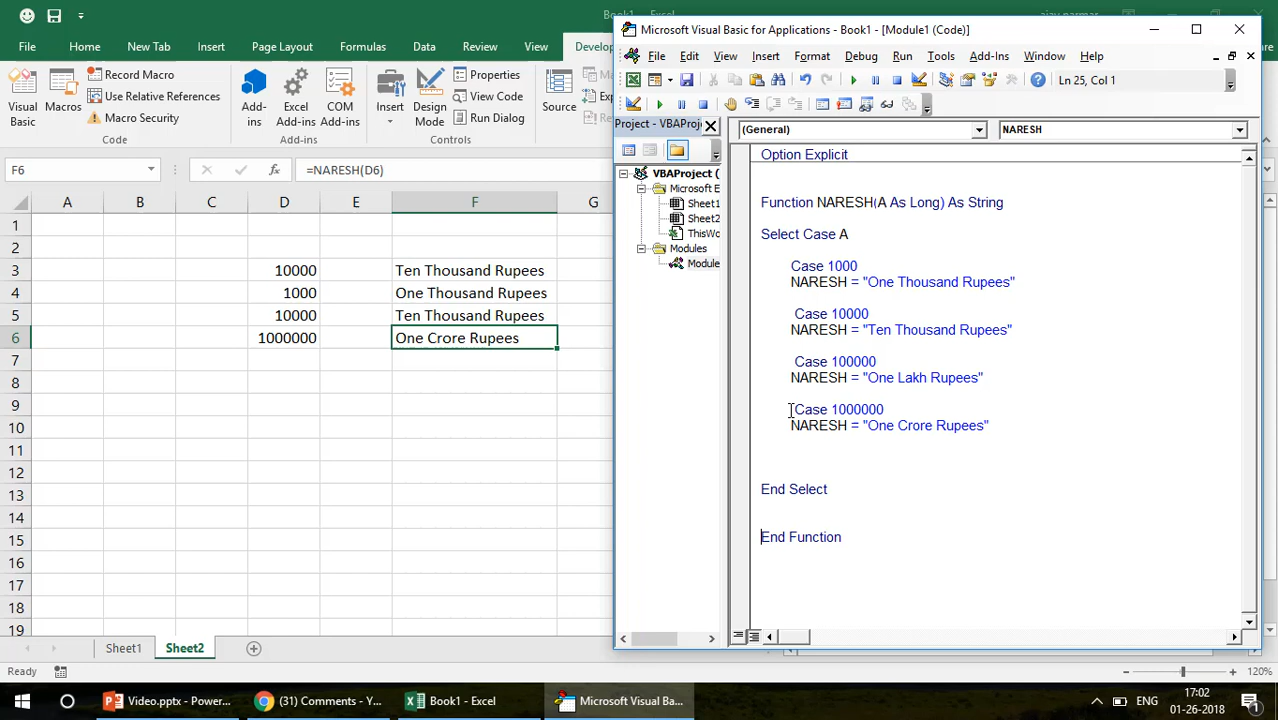 Book1 - Excel
ajay parmar
File Home New Tab Insert Page Layout Formulas Data Review View Develop
Visual Basic
Macros
Record Macro
Use Relative References
Macro Security
Code
Add-ins
Excel Add-ins
COM Add-ins
Add-ins
Insert
Design Mode
Properties
View Code
Run Dialog
Controls
Source
F6
=NARESH(D6)
A B C D E F G
1
2
3 10000 Ten Thousand Rupees
4 1000 One Thousand Rupees
5 10000 Ten Thousand Rupees
6 1000000 One Crore Rupees
7
8
9
10
11
12
13
14
15
16
17
18
19
Sheet1 Sheet2
Ready
120%
Microsoft Visual Basic for Applications - Book1 - [Module1 (Code)]
File Edit View Insert Format Debug Run Tools Add-Ins Window Help
Ln 25, Col 1
Project - VBAProj
VBAProject (
Microsoft E
Sheet1
Sheet2
ThisWo
Modules
Module
(General)
NARESH
Option Explicit
Function NARESH(A As Long) As String
Select Case A
Case 1000
NARESH = "One Thousand Rupees"
Case 10000
NARESH = "Ten Thousand Rupees"
Case 100000
NARESH = "One Lakh Rupees"
Case 1000000
NARESH = "One Crore Rupees"
End Select
End Function
Video.pptx - Power...
(31) Comments - Y...
Book1 - Excel
Microsoft Visual Ba...
ENG
17:02
01-26-2018